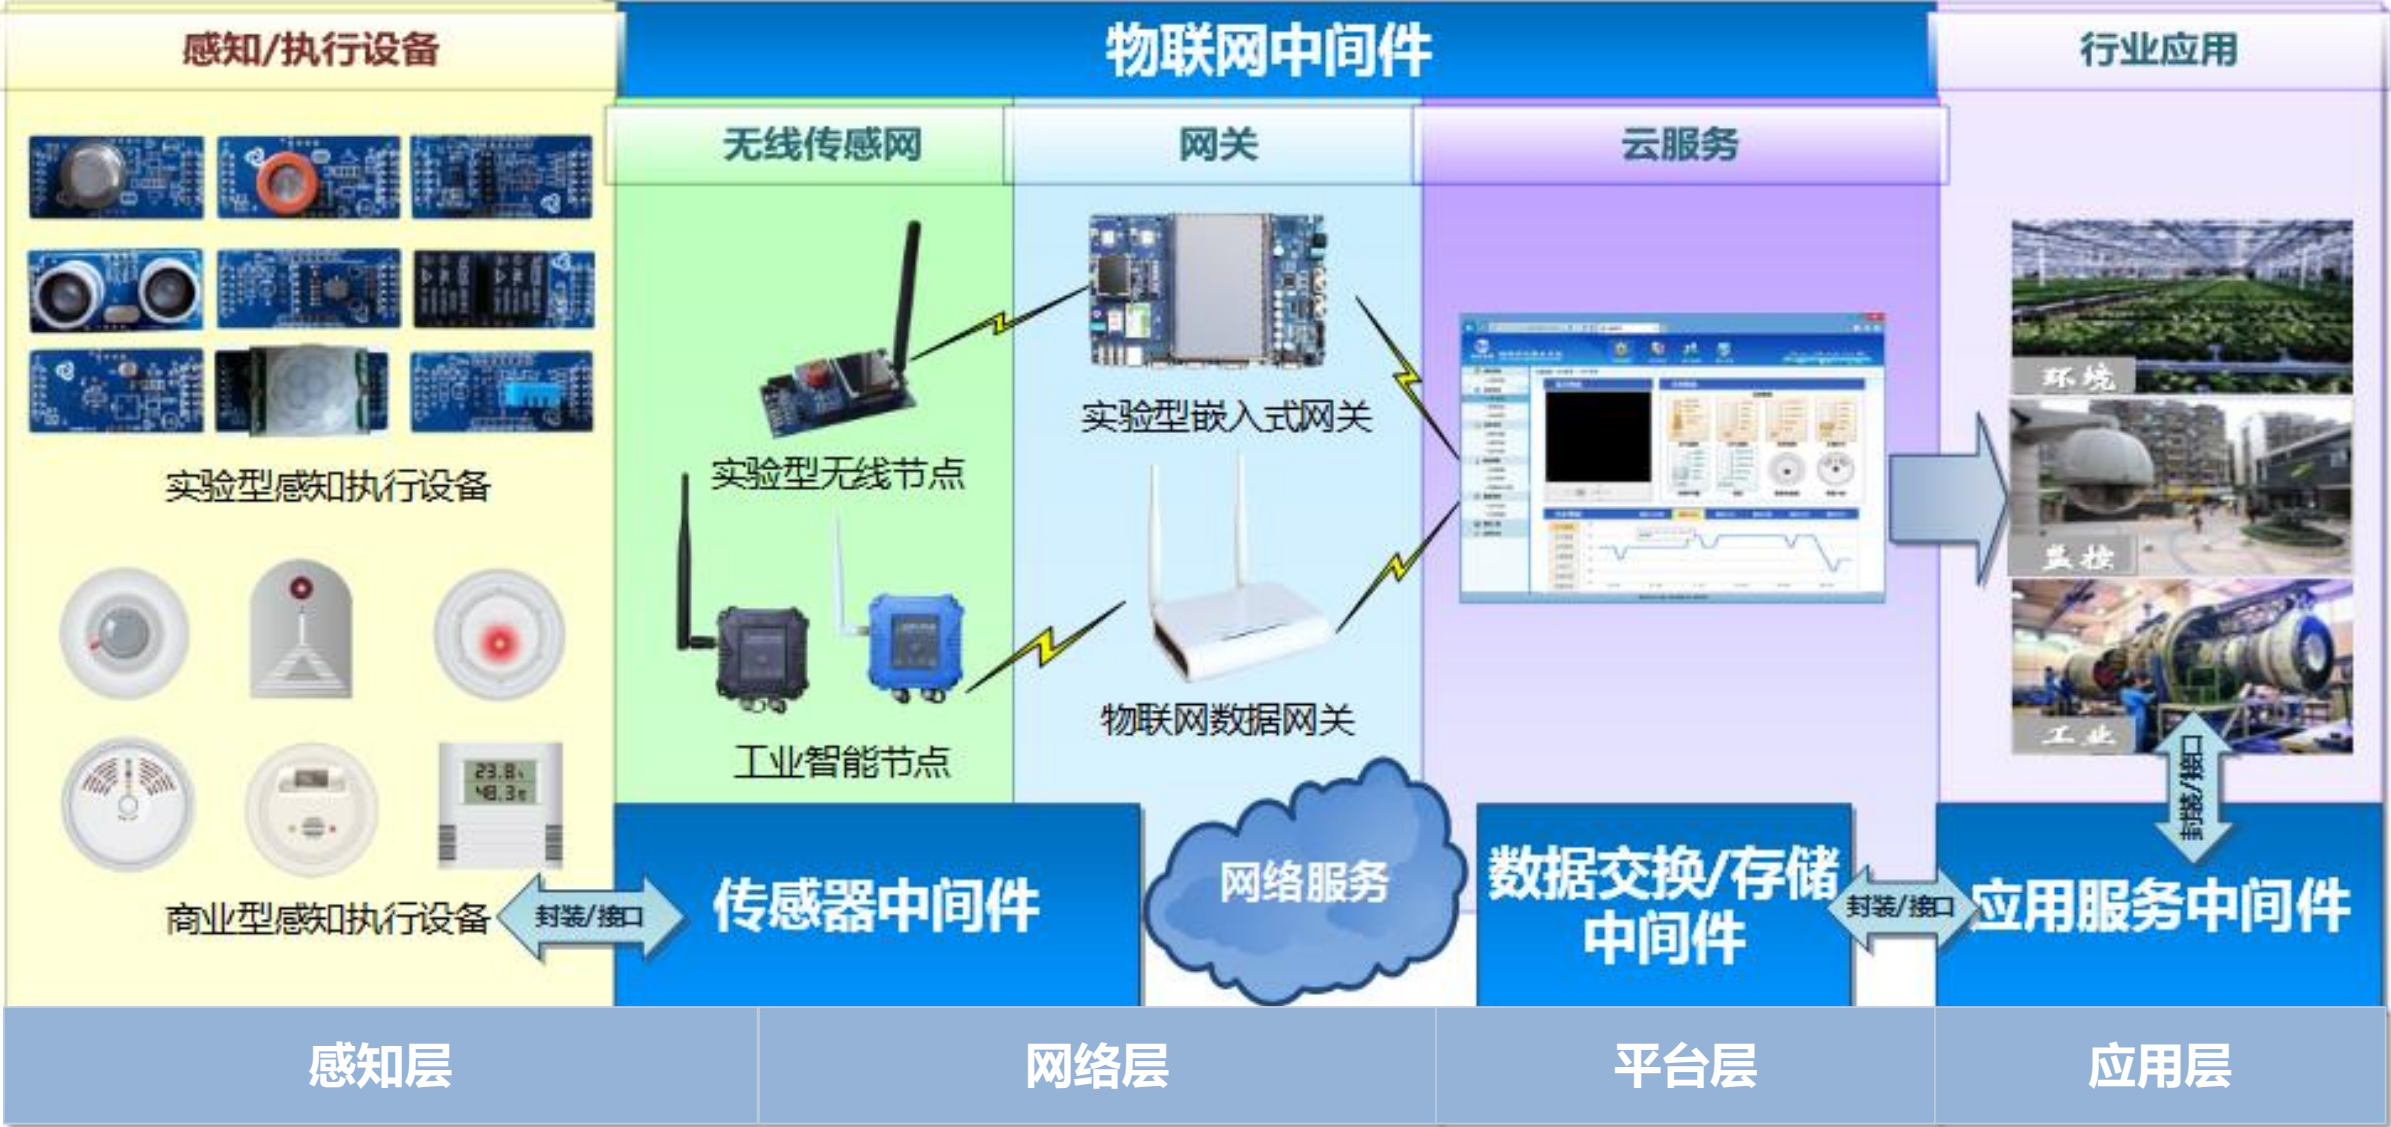 感知/执行设备
物联网中间件
行业应用
无线传感网
网关
云服务
实验型感知执行设备
实验型无线节点
实验型嵌入式网关
工业智能节点
物联网数据网关
商业型感知执行设备
环境
监控
工业
封装/接口
封装/接口
封装/接口
传感器中间件
网络服务
数据交换/存储
中间件
应用服务中间件
感知层
网络层
平台层
应用层